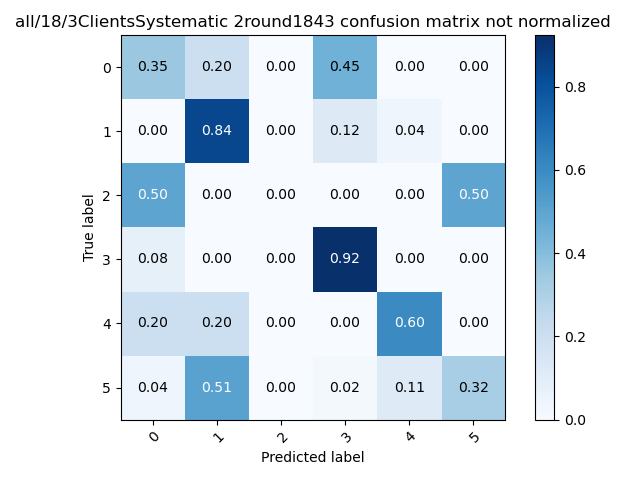 all/18/3ClientsSystematic 2round1843 confusion matrix not normalized
0 0.35 0.20 0.00 0.45 0.00 0.00
1 0.00 0.84 0.00 0.12 0.04 0.00
2 0.50 0.00 0.00 0.00 0.00 0.50
3 0.08 0.00 0.00 0.92 0.00 0.00
4 0.20 0.20 0.00 0.00 0.60 0.00
5 0.04 0.51 0.00 0.02 0.11 0.32
True label
0 1 2 3 4 5
Predicted label
0.8
0.6
0.4
0.2
0.0